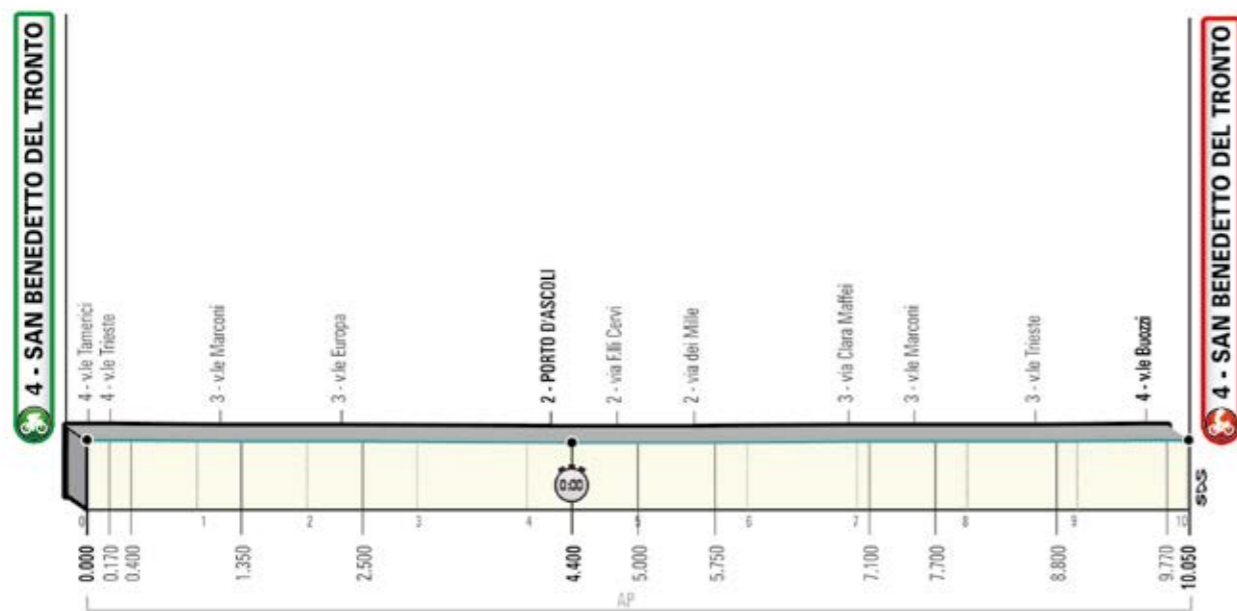 4 - SAN BENEDETTO DEL TRONTO
4 - v.le Tamerici
4 - v.le Trieste
3 - v.le Marconi
3 - v.le Europa
2 - PORTO D'ASCOLI
2 - via F.lli Cervi
2 - via dei Mille
3 - via Clara Maffei
3 - v.le Marconi
3 - v.le Trieste
4 - v.le Buozzi
4 - SAN BENEDETTO DEL TRONTO
0:00
SDS
0 1 2 3 4 5 6 7 8 9 10
0.000
0.170
0.400
1.350
2.500
4.400
5.000
5.750
7.100
7.700
8.800
9.770
10.050
AP